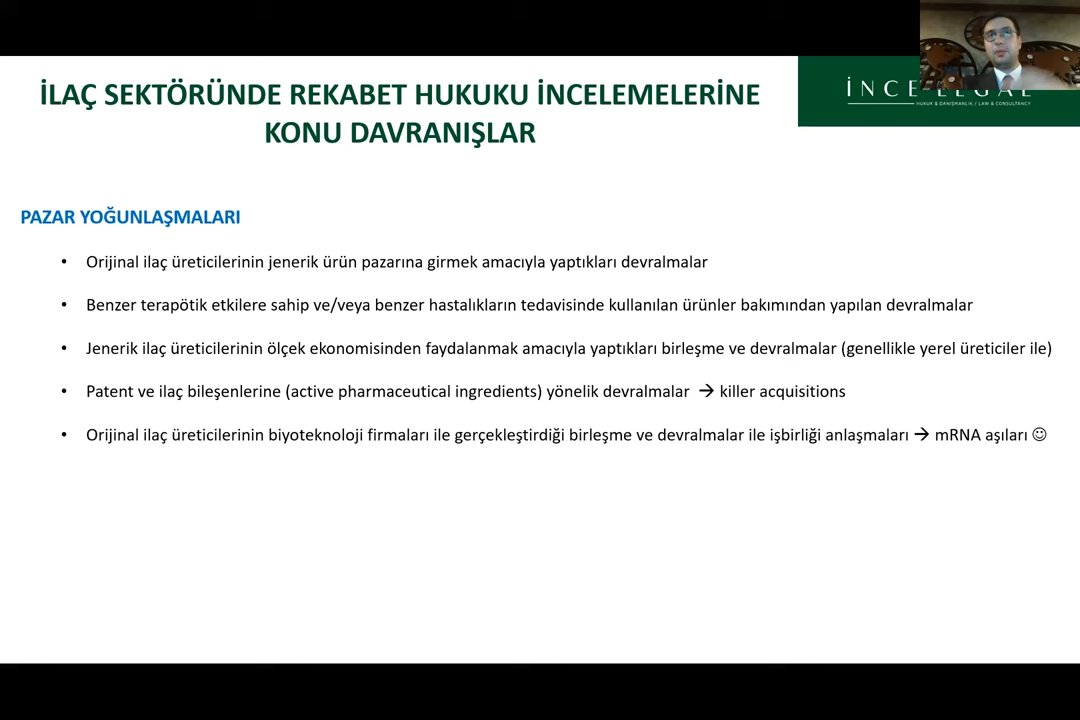 İLAÇ SEKTÖRÜNDE REKABET HUKUKU İNCELEMELERİNE
KONU DAVRANIŞLAR
İNCE LEGAL
HUKUK & DANIŞMANLIK / LAW & CONSULTANCY
PAZAR YOĞUNLAŞMALARI
• Orijinal ilaç üreticilerinin jenerik ürün pazarına girmek amacıyla yaptıkları devralmalar
• Benzer terapötik etkilere sahip ve/veya benzer hastalıkların tedavisinde kullanılan ürünler bakımından yapılan devralmalar
• Jenerik ilaç üreticilerinin ölçek ekonomisinden faydalanmak amacıyla yaptıkları birleşme ve devralmalar (genellikle yerel üreticiler ile)
• Patent ve ilaç bileşenlerine (active pharmaceutical ingredients) yönelik devralmalar → killer acquisitions
• Orijinal ilaç üreticilerinin biyoteknoloji firmaları ile gerçekleştirdiği birleşme ve devralmalar ile işbirliği anlaşmaları → mRNA aşıları ☺